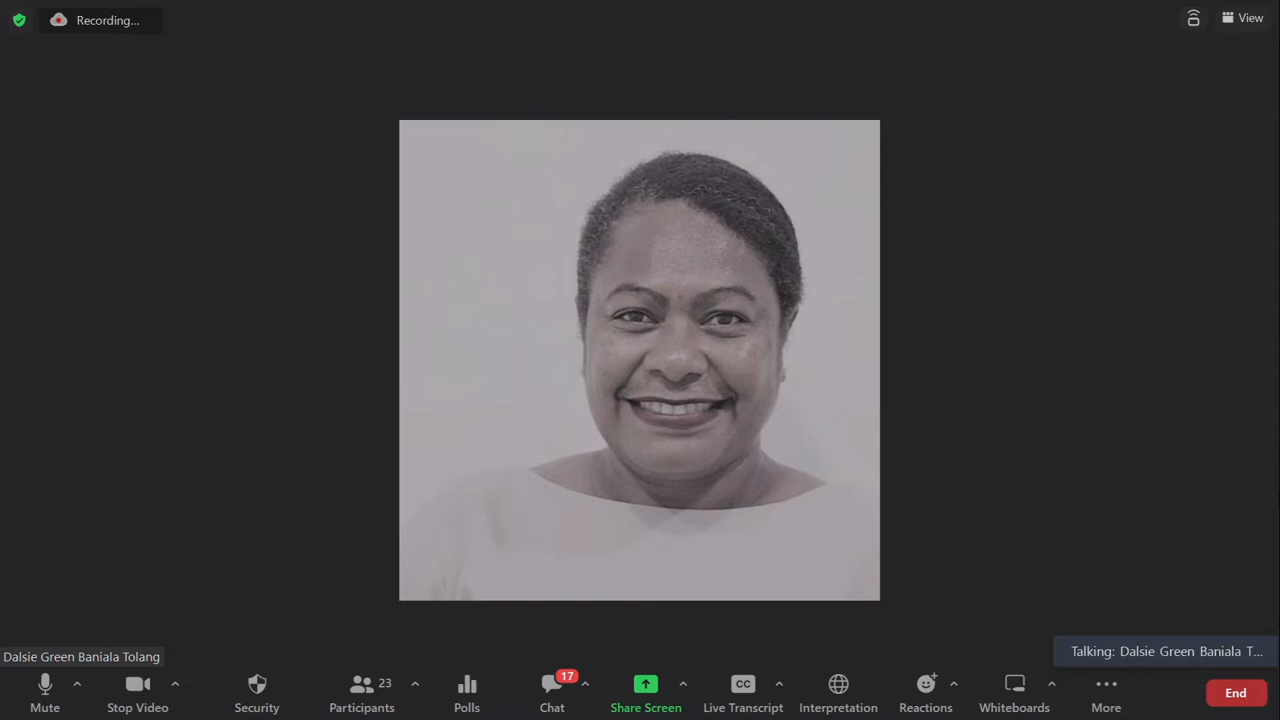 Recording...
View
Dalsie Green Baniala Tolang
Talking: Dalsie Green Baniala T...
Mute
Stop Video
Security
23
Participants
Polls
17
Chat
Share Screen
CC
Live Transcript
Interpretation
Reactions
Whiteboards
More
End